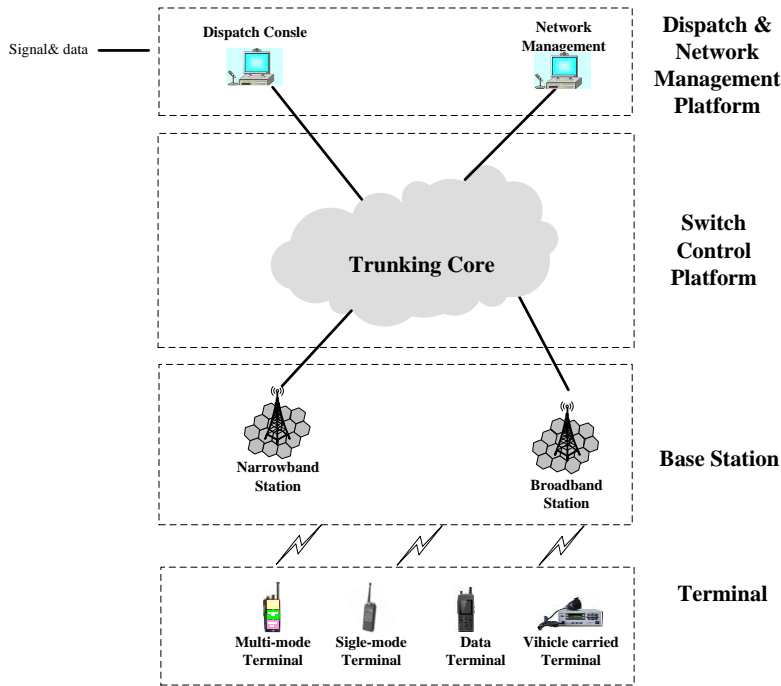 Signal& data
Dispatch Consle
Network
Management
Dispatch &
Network
Management
Platform
Trunking Core
Switch
Control
Platform
Narrowband
Station
Broadband
Station
Base Station
Multi-mode
Terminal
Sigle-mode
Terminal
Data
Terminal
Vihicle carried
Terminal
Terminal